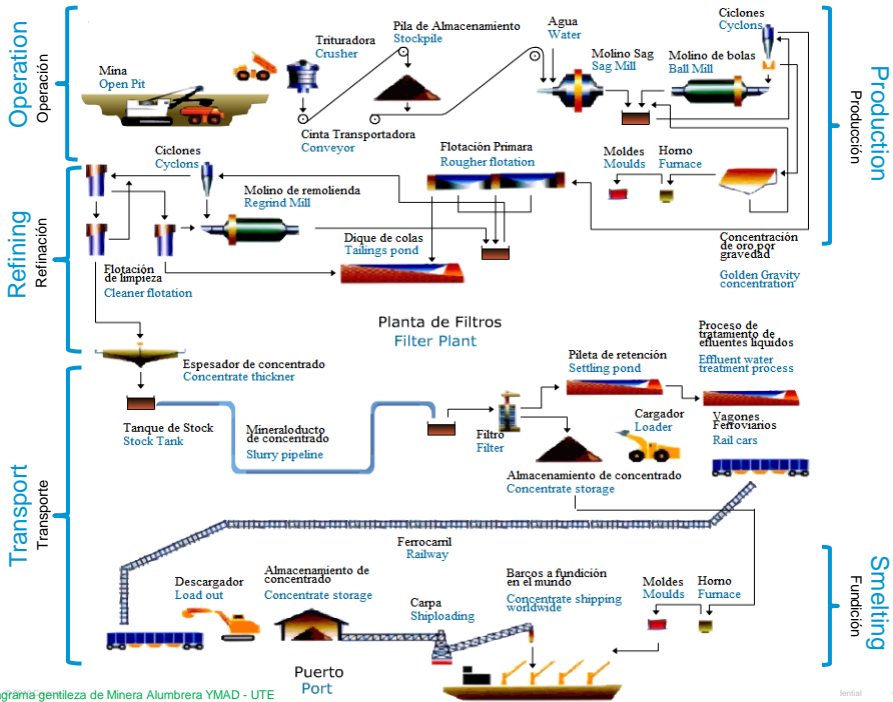 Operation
Operación
Mina
Open Pit
Trituradora
Crusher
Pila de Almacenamiento
Stockpile
Cinta Transportadora
Conveyor
Agua
Water
Molino Sag
Sag Mill
Molino de bolas
Ball Mill
Ciclones
Cyclons
Production
Producción
Refining
Refinación
Ciclones
Cyclons
Molino de remolienda
Regrind Mill
Flotación Primara
Rougher flotation
Moldes
Moulds
Horno
Furnace
Concentración
de oro por
gravedad
Golden Gravity
concentration
Dique de colas
Tailings pond
Flotación
de limpieza
Cleaner flotation
Planta de Filtros
Filter Plant
Espesador de concentrado
Concentrate thickner
Tanque de Stock
Stock Tank
Mineraloducto
de concentrado
Slurry pipeline
Filtro
Filter
Pileta de retención
Settling pond
Proceso de
tratamiento de
efluentes líquidos
Effluent water
treatment process
Cargador
Loader
Vagones
Ferrovianos
Rail cars
Almacenamiento de concentrado
Concentrate storage
Transport
Transporte
Ferrocarril
Railway
Descargador
Load out
Almacenamiento de
concentrado
Concentrate storage
Carpa
Shiploading
Barcos a fundición
en el mundo
Concentrate shipping
worldwide
Moldes
Moulds
Horno
Furnace
Smelting
Fundición
Puerto
Port
agrama gentileza de Minera Alumbrera YMAD - UTE
dential